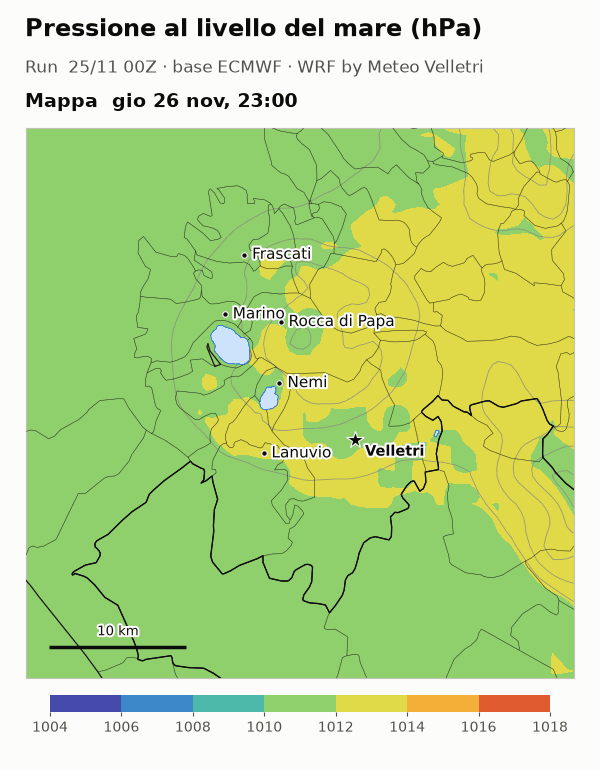 Pressione al livello del mare (hPa)
Run  25/11 00Z · base ECMWF · WRF by Meteo Velletri
Mappa  gio 26 nov, 23:00
Frascati
Marino
Rocca di Papa
Nemi
Velletri
Lanuvio
10 km
1004 1006 1008 1010 1012 1014 1016 1018